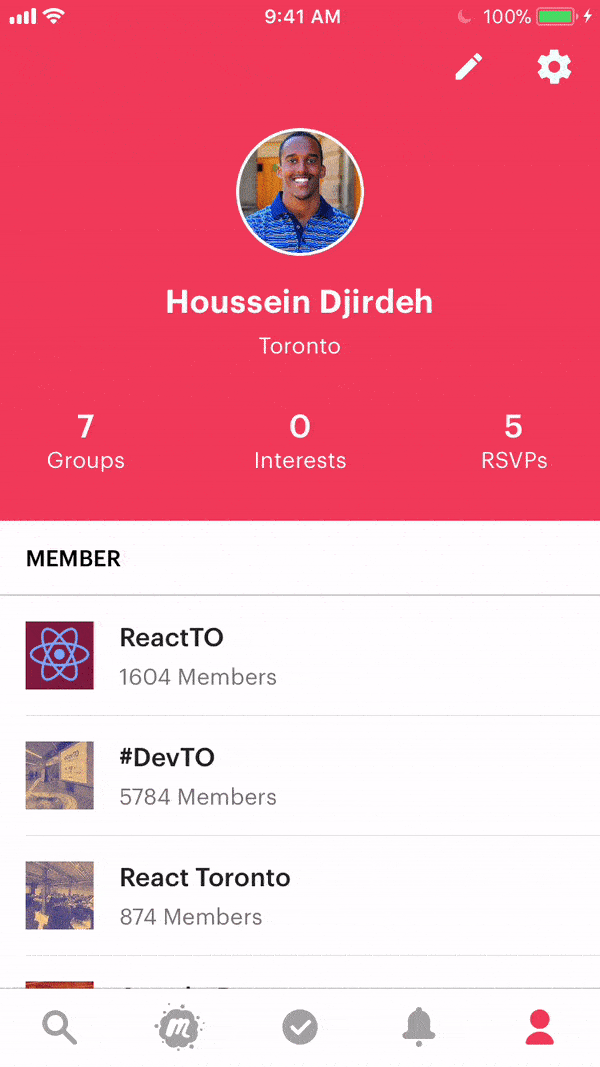 9:41 AM 100%
Houssein Djirdeh
Toronto
7 0 5
Groups Interests RSVPs
MEMBER
ReactTO
1604 Members
#DevTO
5784 Members
React Toronto
874 Members
m